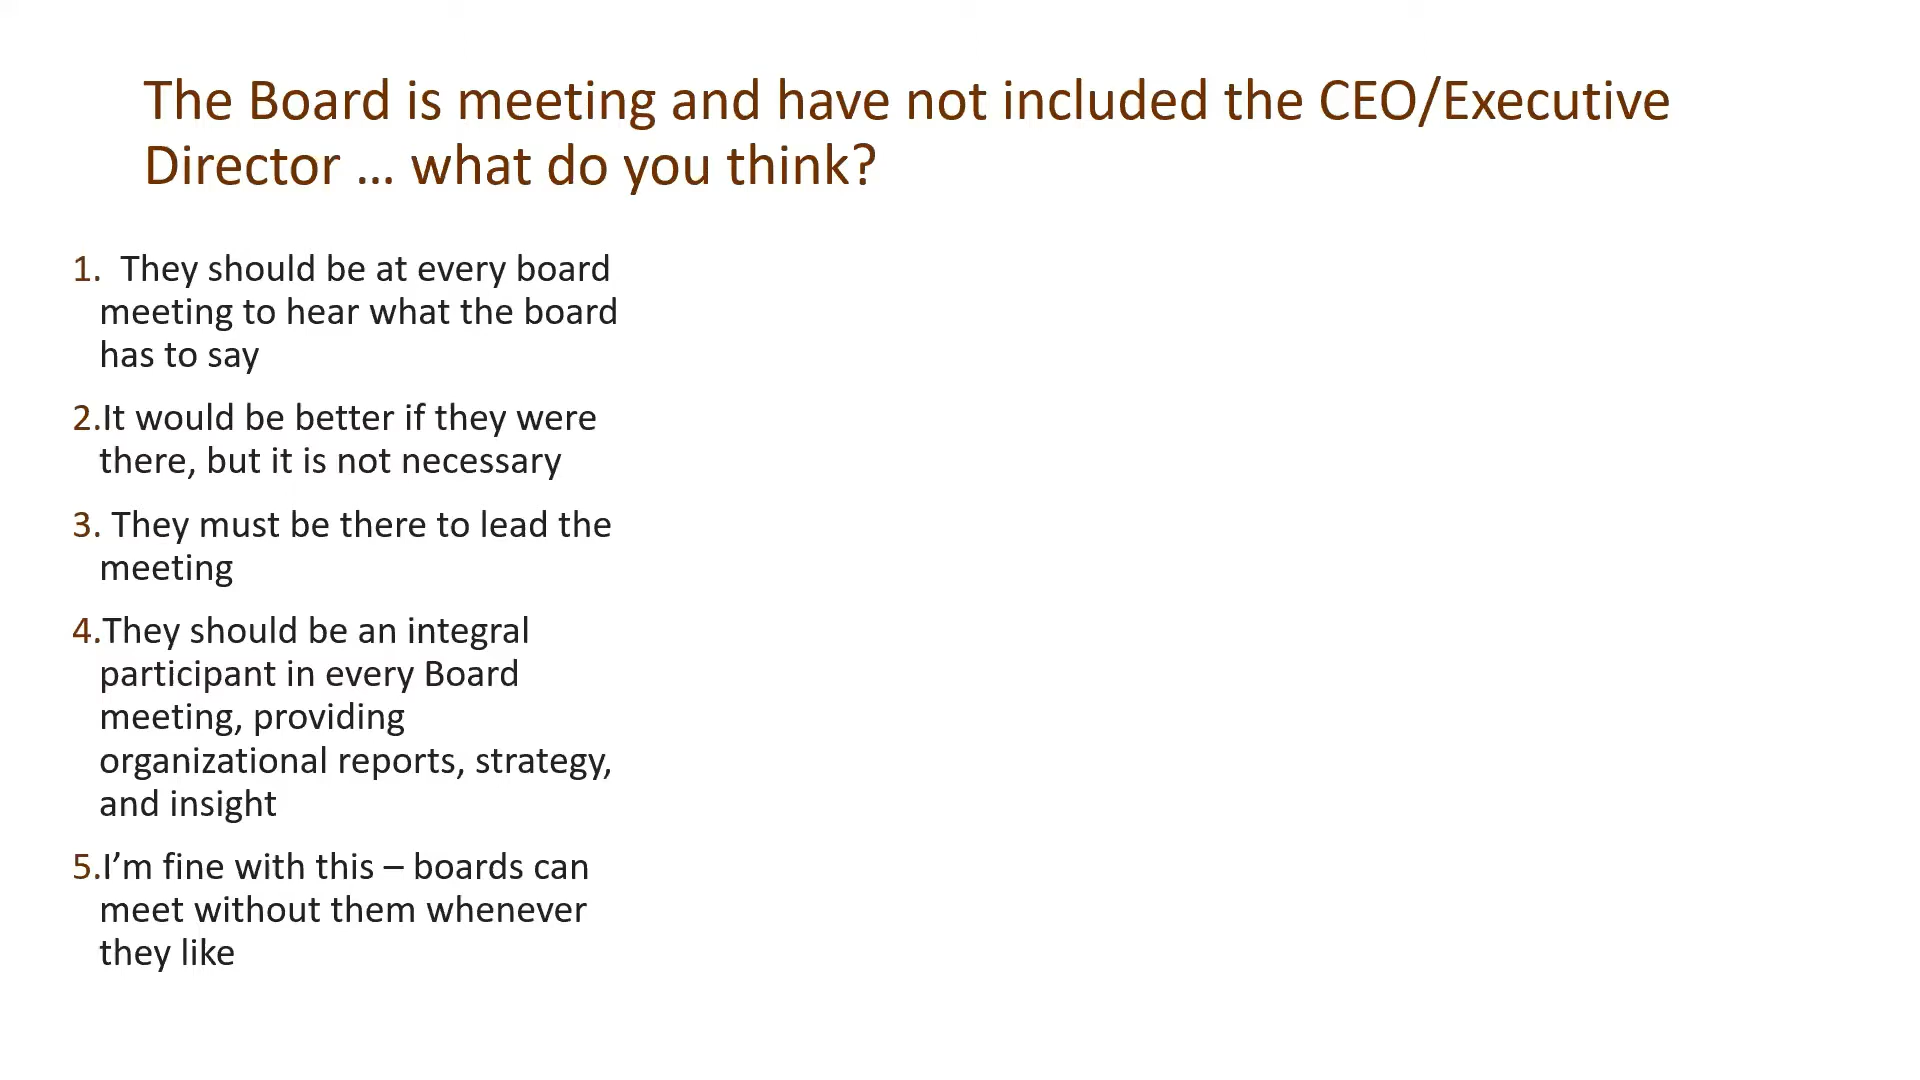 The Board is meeting and have not included the CEO/Executive
Director … what do you think?
1. They should be at every board
meeting to hear what the board
has to say
2.It would be better if they were
there, but it is not necessary
3. They must be there to lead the
meeting
4.They should be an integral
participant in every Board
meeting, providing
organizational reports, strategy,
and insight
5.I’m fine with this – boards can
meet without them whenever
they like